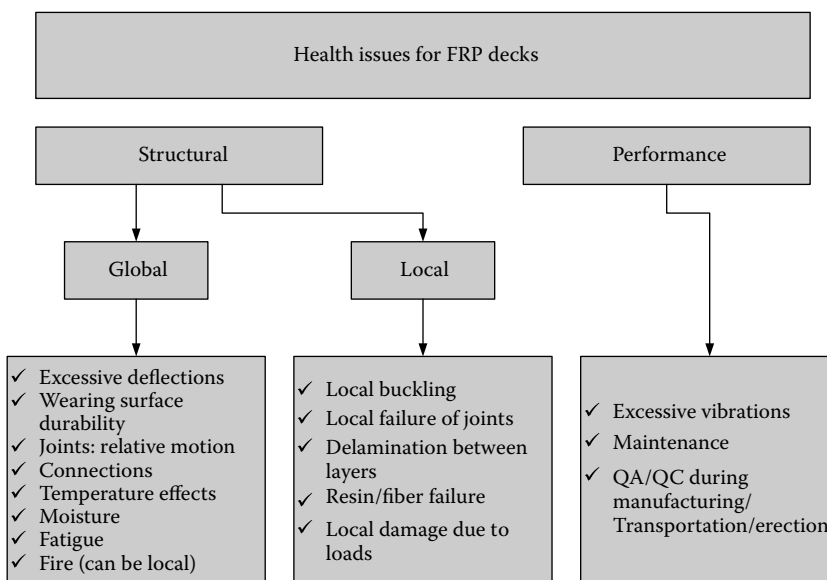 Health issues for FRP decks
Structural
Performance
Global
Local
✓ Excessive deflections
✓ Wearing surface
durability
✓ Joints: relative motion
✓ Connections
✓ Temperature effects
✓ Moisture
✓ Fatigue
✓ Fire (can be local)
✓ Local buckling
✓ Local failure of joints
✓ Delamination between
layers
✓ Resin/fiber failure
✓ Local damage due to
loads
✓ Excessive vibrations
✓ Maintenance
✓ QA/QC during
manufacturing/
Transportation/erection